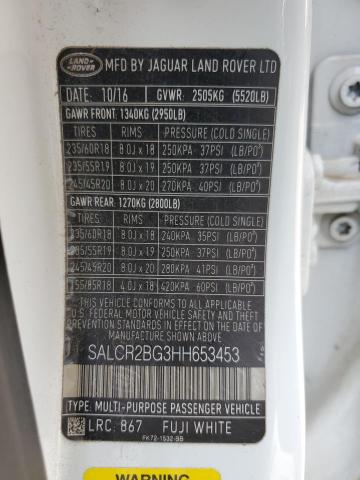 LAND ROVER
MFD BY JAGUAR LAND ROVER LTD
DATE: 10/16 GVWR: 2505KG (5520LB)
GAWR FRONT: 1340KG (2950LB)
TIRES RIMS PRESSURE (COLD SINGLE)
235/60R18 8.0J x 18 250KPA 37PSI (LB/PO²)
235/55R19 8.0J x 19 250KPA 37PSI (LB/PO²)
245/45R20 8.0J x 20 270KPA 40PSI (LB/PO²)
GAWR REAR: 1270KG (2800LB)
TIRES RIMS PRESSURE (COLD SINGLE)
235/60R18 8.0J x 18 240KPA 35PSI (LB/PO²)
235/55R19 8.0J x 19 240KPA 35PSI (LB/PO²)
245/45R20 8.0J x 20 280KPA 41PSI (LB/PO²)
155/85R18 4.0J x 18 420KPA 60PSI (LB/PO²)
THIS VEHICLE CONFORMS TO ALL APPLICABLE
U.S. FEDERAL MOTOR VEHICLE SAFETY AND
THEFT PREVENTION STANDARDS IN EFFECT ON
THE DATE OF MANUFACTURE SHOWN ABOVE.
SALCR2BG3HH653453
TYPE: MULTI-PURPOSE PASSENGER VEHICLE
LRC: 867 FUJI WHITE
FK72-1532-BB
WARNING